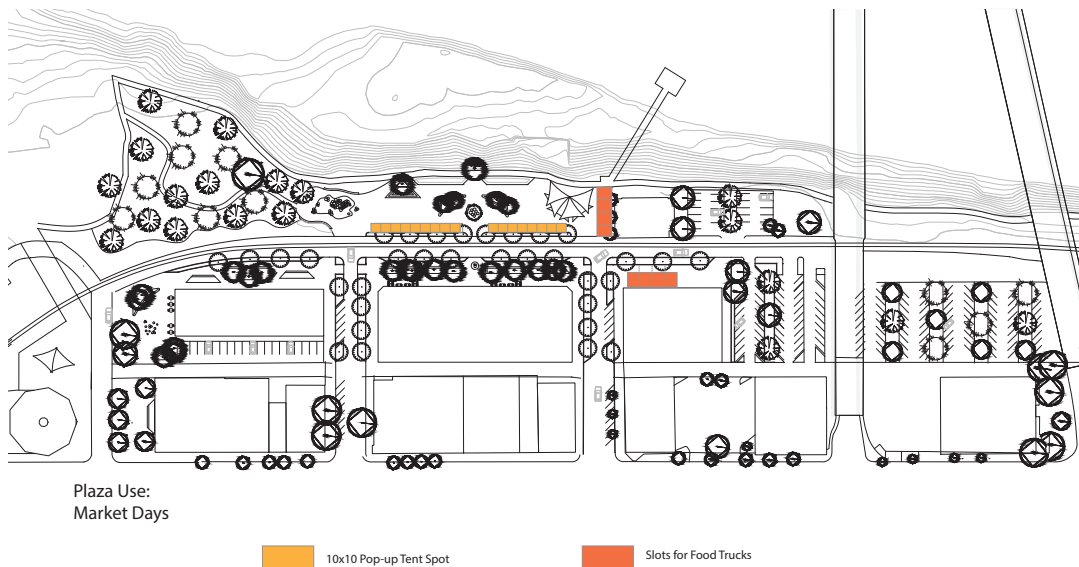 Plaza Use:
Market Days
10x10 Pop-up Tent Spot
Slots for Food Trucks